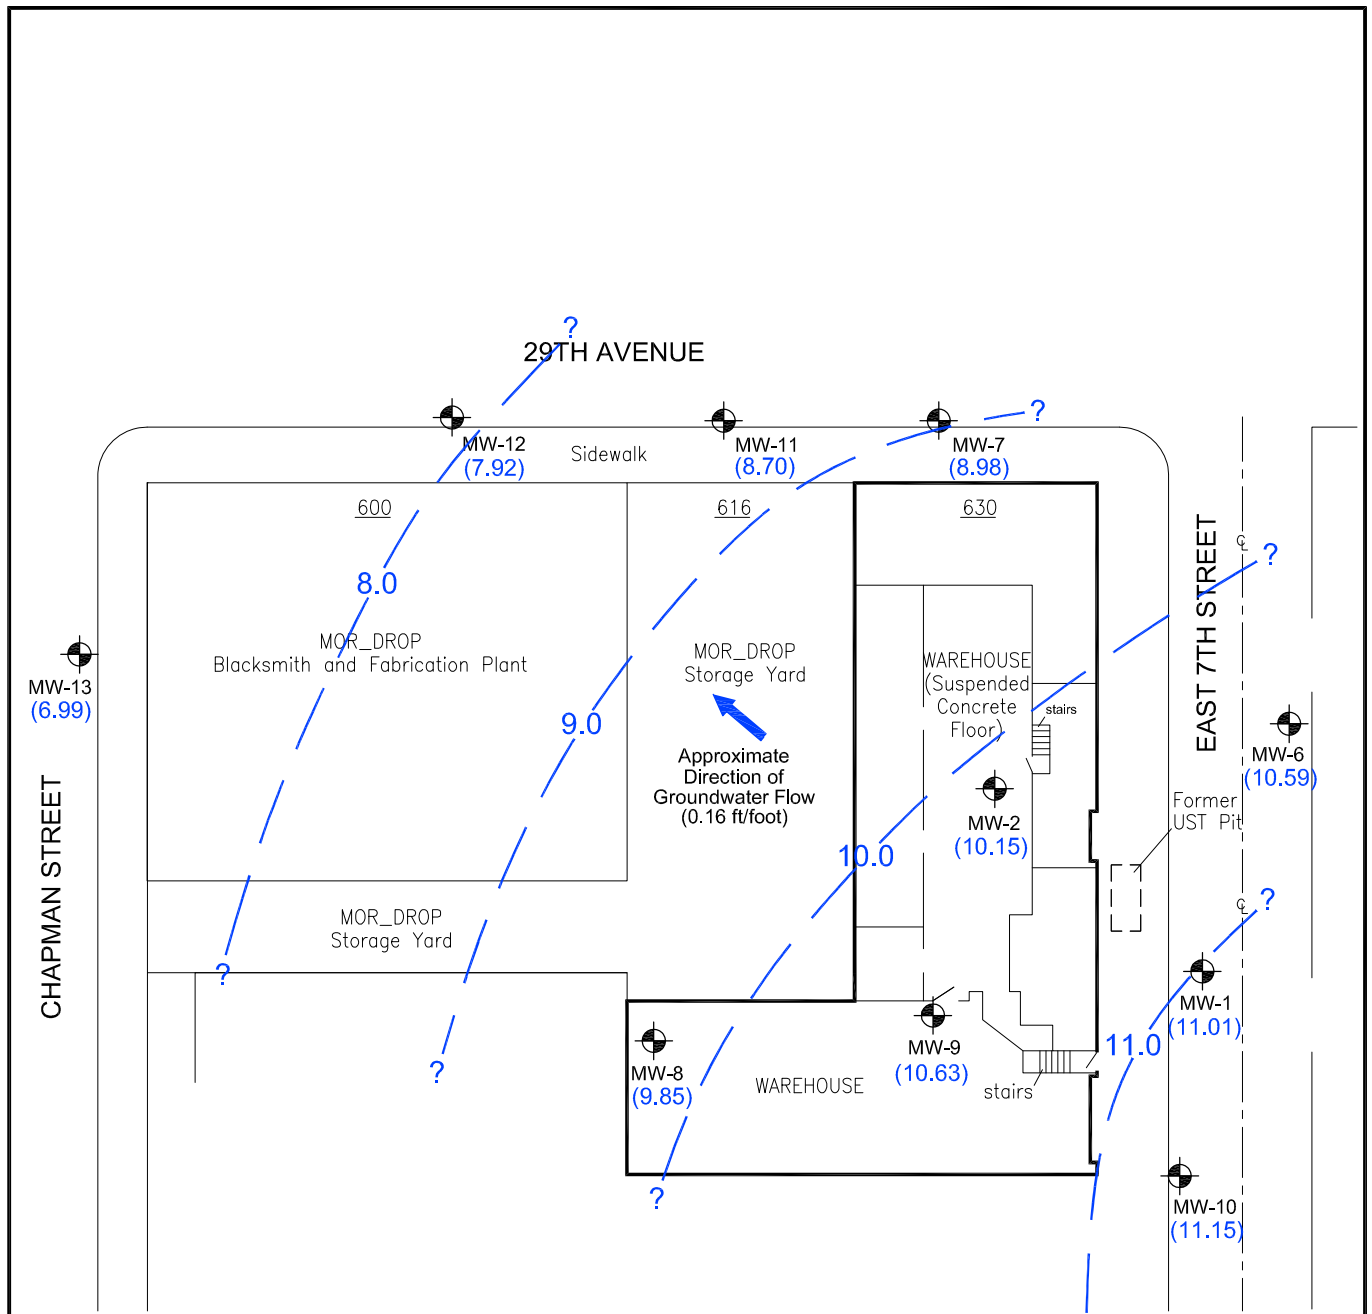 ?
29TH AVENUE
?
MW-12
(7.92)
Sidewalk
MW-11
(8.70)
MW-7
(8.98)
600
616
630
EAST 7TH STREET
CL
?
8.0
MOR_DROP
Blacksmith and Fabrication Plant
MOR_DROP
Storage Yard
WAREHOUSE
(Suspended
Concrete
Floor)
stairs
MW-13
(6.99)
9.0
Approximate
Direction of
Groundwater Flow
(0.16 ft/foot)
MW-6
(10.59)
CHAPMAN STREET
MW-2
(10.15)
Former
UST Pit
10.0
MOR_DROP
Storage Yard
CL
?
?
MW-1
(11.01)
MW-8
(9.85)
?
MW-9
(10.63)
11.0
WAREHOUSE
stairs
?
MW-10
(11.15)